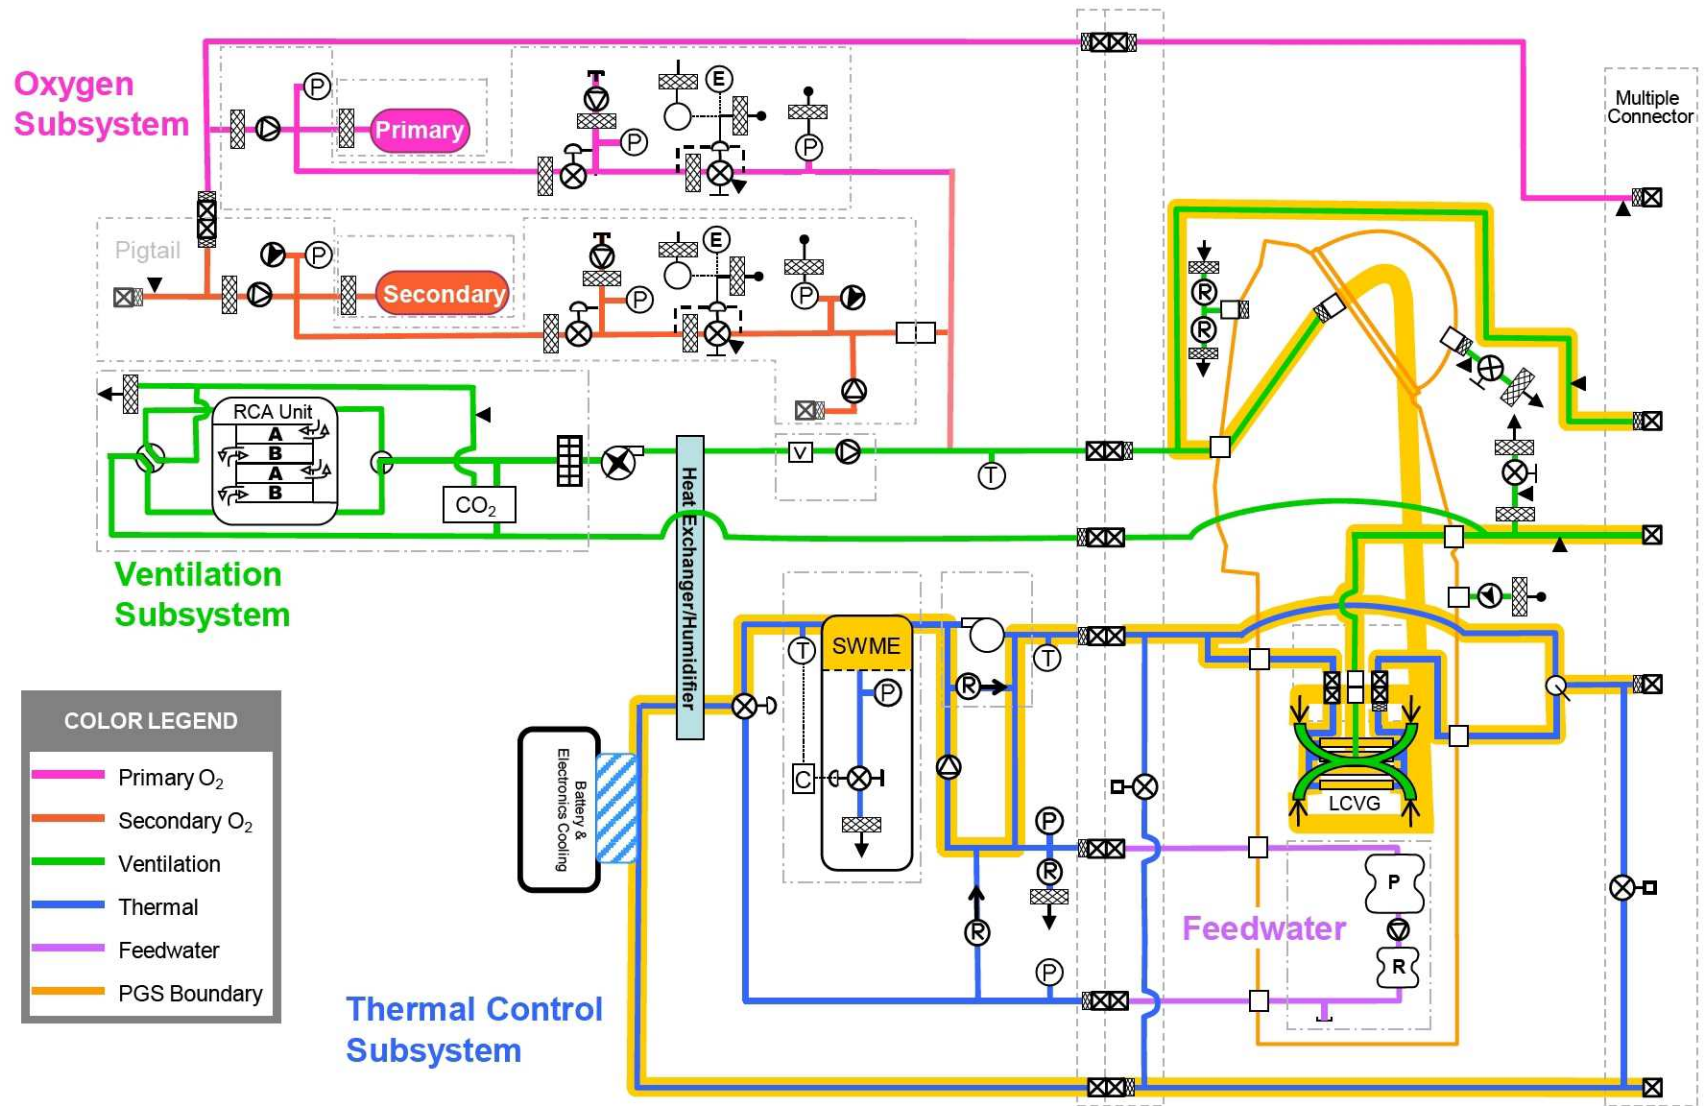 Oxygen
Subsystem
P
Primary
P
E
P
Multiple
Connector
Pigtail
P
Secondary
P
E
P
R
R
RCA Unit
A
B
A
B
CO2
V
T
Heat Exchanger/Humidifier
Ventilation
Subsystem
T
SWME
P
C
R
T
Battery &
Electronics Cooling
LCVG
P
R
R
P
P
R
Feedwater
Thermal Control
Subsystem
COLOR LEGEND
Primary O2
Secondary O2
Ventilation
Thermal
Feedwater
PGS Boundary